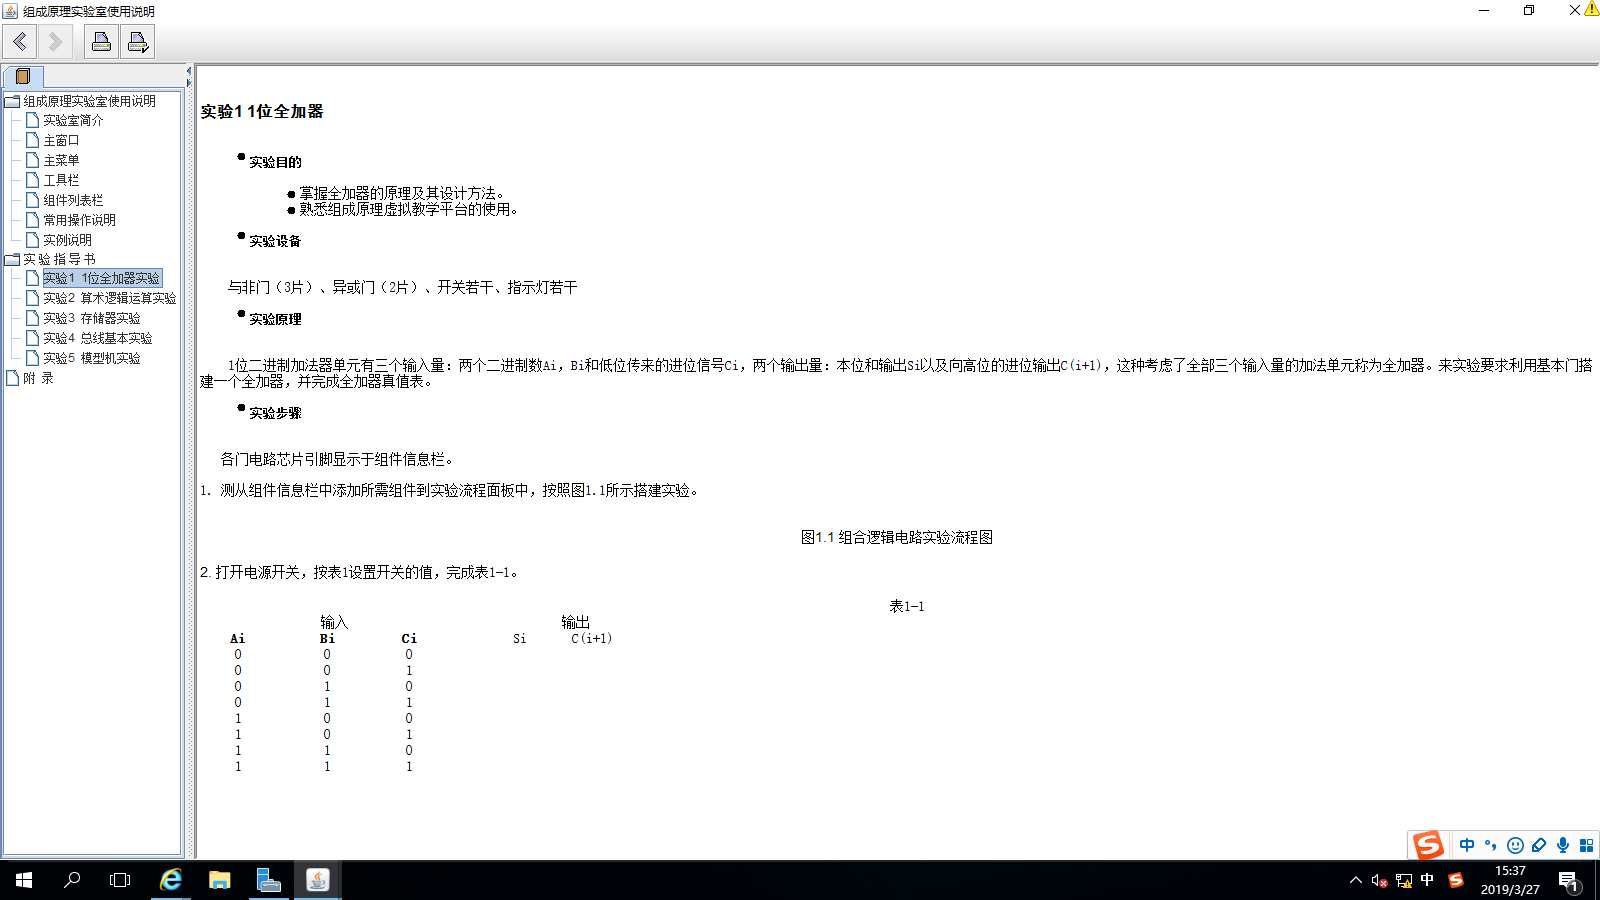 组成原理实验室使用说明
组成原理实验室使用说明
实验室简介
主窗口
主菜单
工具栏
组件列表栏
常用操作说明
实例说明
实验指导书
实验1 1位全加器实验
实验2 算术逻辑运算实验
实验3 存储器实验
实验4 总线基本实验
实验5 模型机实验
附 录
实验1 1位全加器
实验目的
掌握全加器的原理及其设计方法。
熟悉组成原理虚拟教学平台的使用。
实验设备
与非门（3片）、异或门（2片）、开关若干、指示灯若干
实验原理
1位二进制加法器单元有三个输入量：两个二进制数Ai，Bi和低位传来的进位信号Ci，两个输出量：本位和输出Si以及向高位的进位输出C(i+1)，这种考虑了全部三个输入量的加法单元称为全加器。来实验要求利用基本门搭
建一个全加器，并完成全加器真值表。
实验步骤
各门电路芯片引脚显示于组件信息栏。
1. 测从组件信息栏中添加所需组件到实验流程面板中，按照图1.1所示搭建实验。
图1.1 组合逻辑电路实验流程图
2. 打开电源开关，按表1设置开关的值，完成表1-1。
表1-1
输入 输出
Ai Bi Ci Si C(i+1)
0 0 0
0 0 1
0 1 0
0 1 1
1 0 0
1 0 1
1 1 0
1 1 1
中
中
15:37
2019/3/27
1